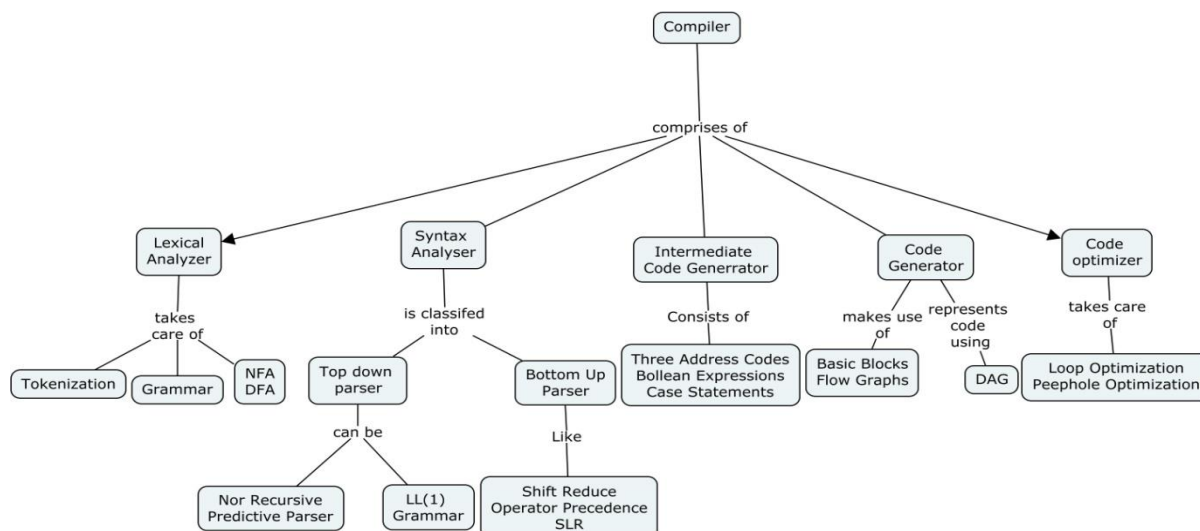 Compiler
comprises of
Lexical
Analyzer
Syntax
Analyser
Intermediate
Code Generrator
Code
Generator
Code
optimizer
takes
care of
is classifed
into
Consists of
makes use
of
represents
code
using
takes care
of
Tokenization
Grammar
NFA
DFA
Top down
parser
Bottom Up
Parser
Three Address Codes
Bollean Expressions
Case Statements
Basic Blocks
Flow Graphs
DAG
Loop Optimization
Peephole Optimization
can be
Like
Nor Recursive
Predictive Parser
LL(1)
Grammar
Shift Reduce
Operator Precedence
SLR